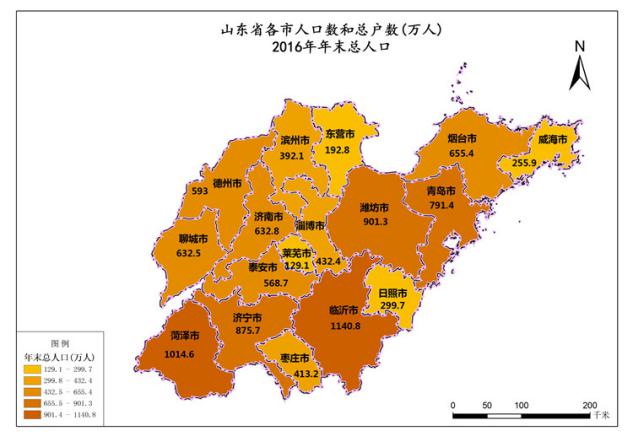 山东省各市人口数和总户数(万人)
2016年年末总人口
N
东营市
192.8
滨州市
392.1
烟台市
655.4
威海市
255.9
德州市
593
青岛市
791.4
潍坊市
901.3
济南市
632.8
淄博市
432.4
聊城市
632.5
莱芜市
129.1
泰安市
568.7
日照市
299.7
临沂市
1140.8
济宁市
875.7
菏泽市
1014.6
枣庄市
413.2
图例
年末总人口(万人)
129.1 - 299.7
299.8 - 432.4
432.5 - 655.4
655.5 - 901.3
901.4 - 1140.8
0 25 50 100 150 200
千米